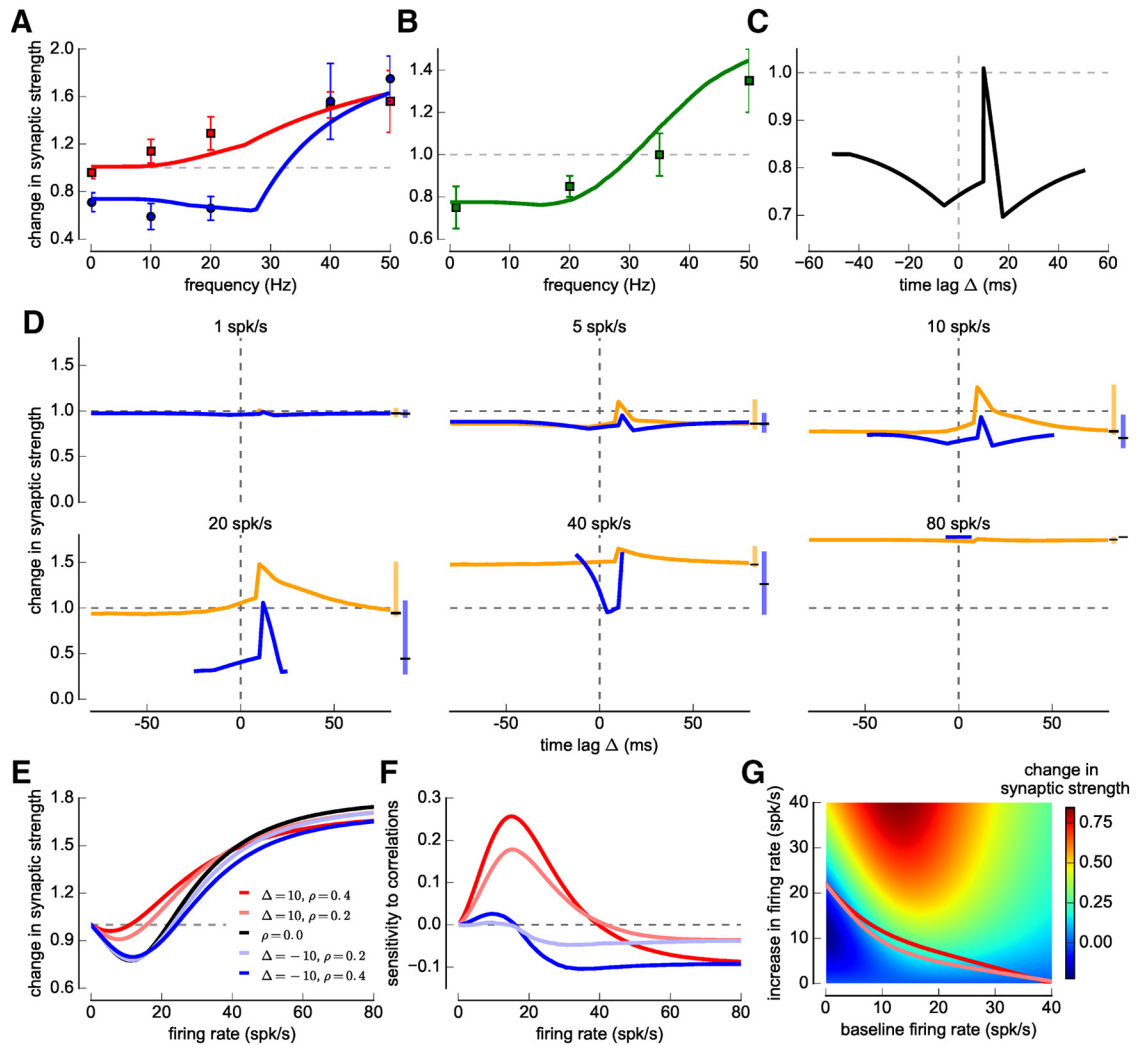 A
B
C
change in synaptic strength
2.0
1.6
1.2
0.8
0.4
0 10 20 30 40 50
frequency (Hz)
1.4
1.2
1.0
0.8
0.6
0 10 20 30 40 50
frequency (Hz)
1.0
0.9
0.8
0.7
−60 −40 −20 0 20 40 60
time lag Δ (ms)
D
change in synaptic strength
1 spk/s
5 spk/s
10 spk/s
1.5
1.0
0.5
0.0
20 spk/s
40 spk/s
80 spk/s
1.5
1.0
0.5
0.0
-50 0 50
-50 0 50
-50 0 50
time lag Δ (ms)
E
change in synaptic strength
1.8
1.5
1.2
0.9
0.6
Δ=10, ρ=0.4
Δ=10, ρ=0.2
ρ=0.0
Δ=−10, ρ=0.2
Δ=−10, ρ=0.4
0 20 40 60 80
firing rate (spk/s)
F
sensitivity to correlations
0.3
0.2
0.1
0.0
−0.1
0 20 40 60 80
firing rate (spk/s)
G
change in
synaptic strength
increase in firing rate (spk/s)
40
30
20
10
0
0 10 20 30 40
baseline firing rate (spk/s)
0.75
0.50
0.25
0.00